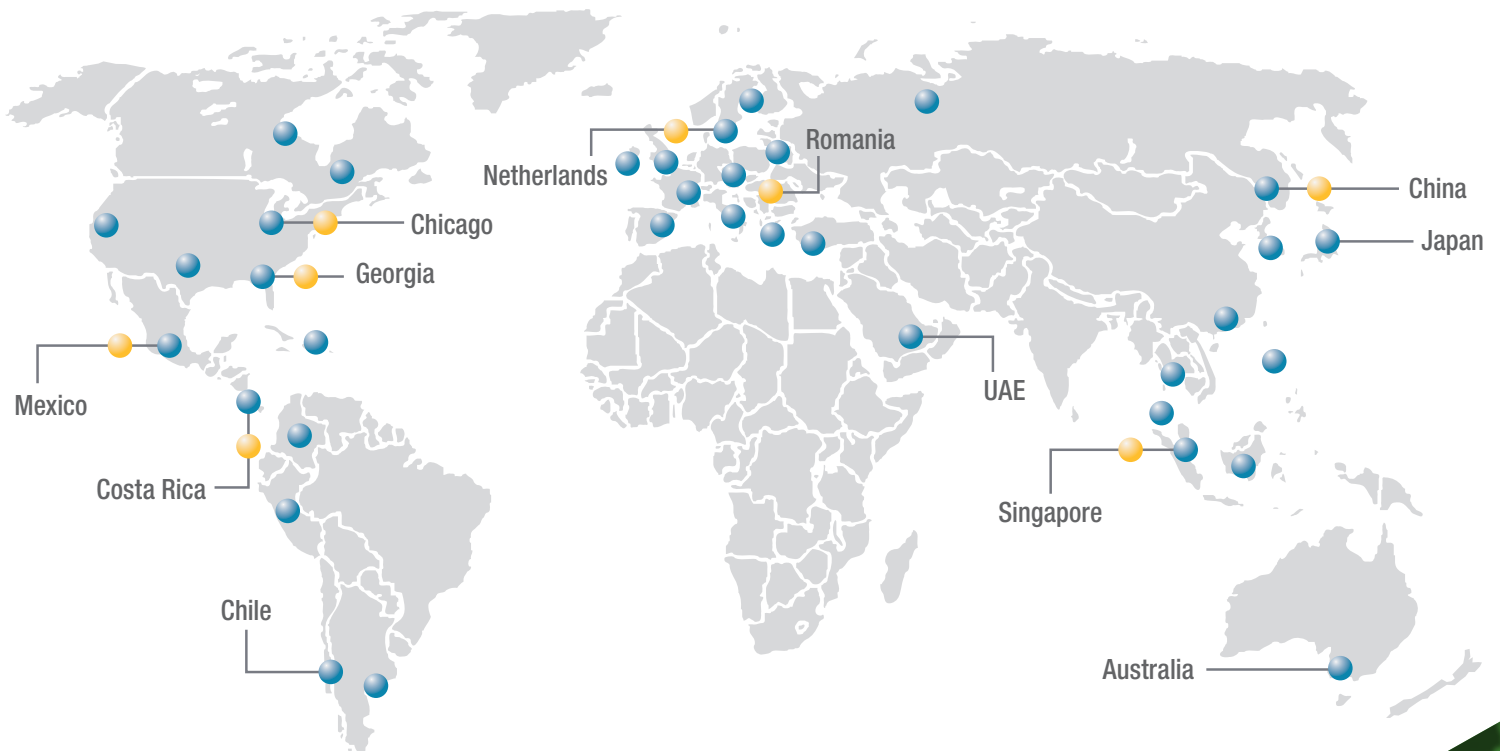 Romania
Netherlands
China
Chicago
Japan
Georgia
UAE
Mexico
Costa Rica
Singapore
Chile
Australia